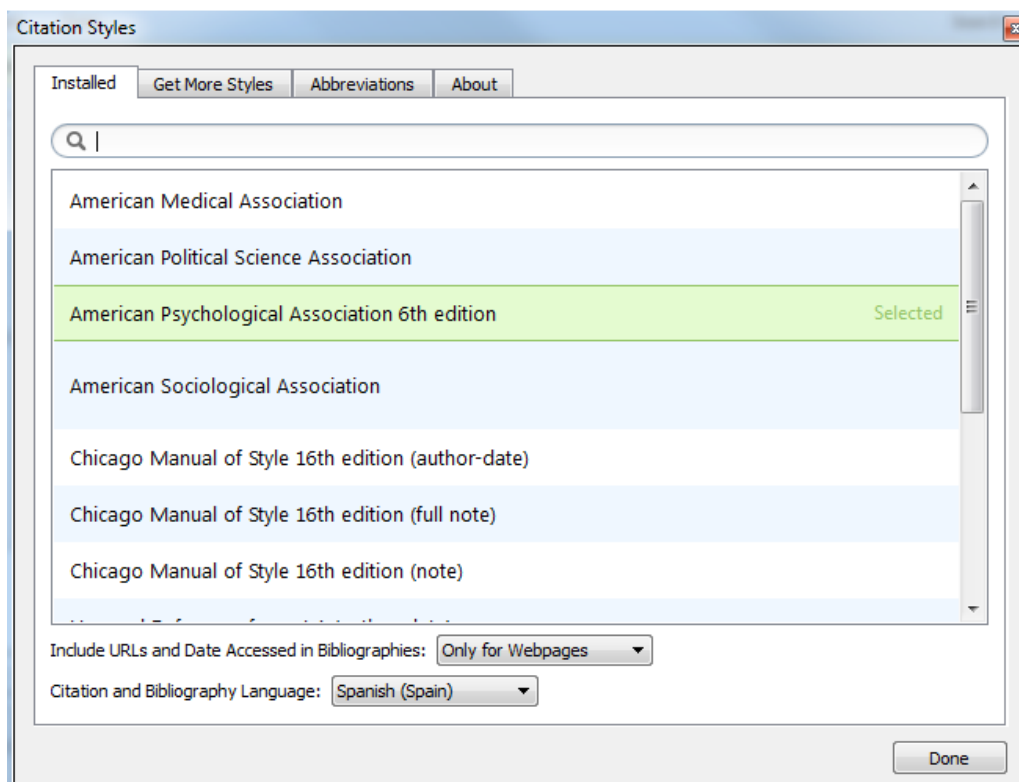 Citation Styles
Installed
Get More Styles
Abbreviations
About
American Medical Association
American Political Science Association
American Psychological Association 6th edition Selected
American Sociological Association
Chicago Manual of Style 16th edition (author-date)
Chicago Manual of Style 16th edition (full note)
Chicago Manual of Style 16th edition (note)
Include URLs and Date Accessed in Bibliographies: Only for Webpages
Citation and Bibliography Language: Spanish (Spain)
Done